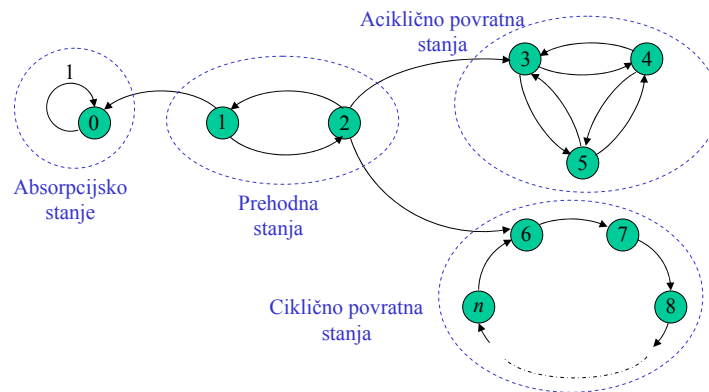 Aciklično povratna
stanja
1
0
1
2
3
4
5
Absorpcijsko
stanje
Prehodna
stanja
6
7
8
n
Ciklično povratna
stanja